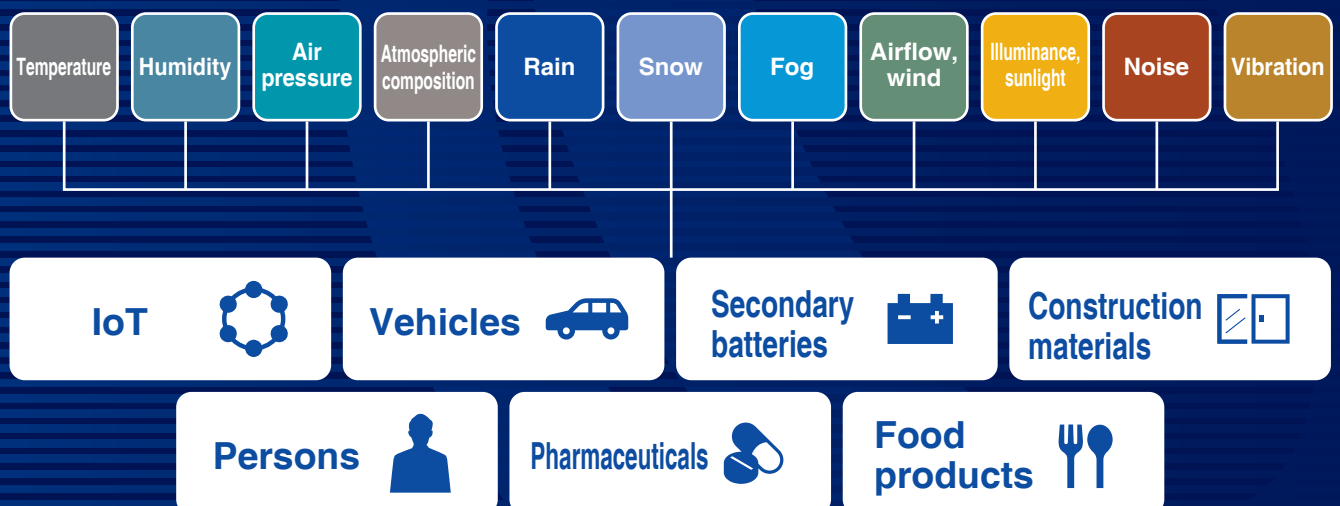 Temperature
Humidity
Air
pressure
Atmospheric
composition
Rain
Snow
Fog
Airflow,
wind
Illuminance,
sunlight
Noise
Vibration
IoT
Vehicles
Secondary
batteries
Construction
materials
Persons
Pharmaceuticals
Food
products